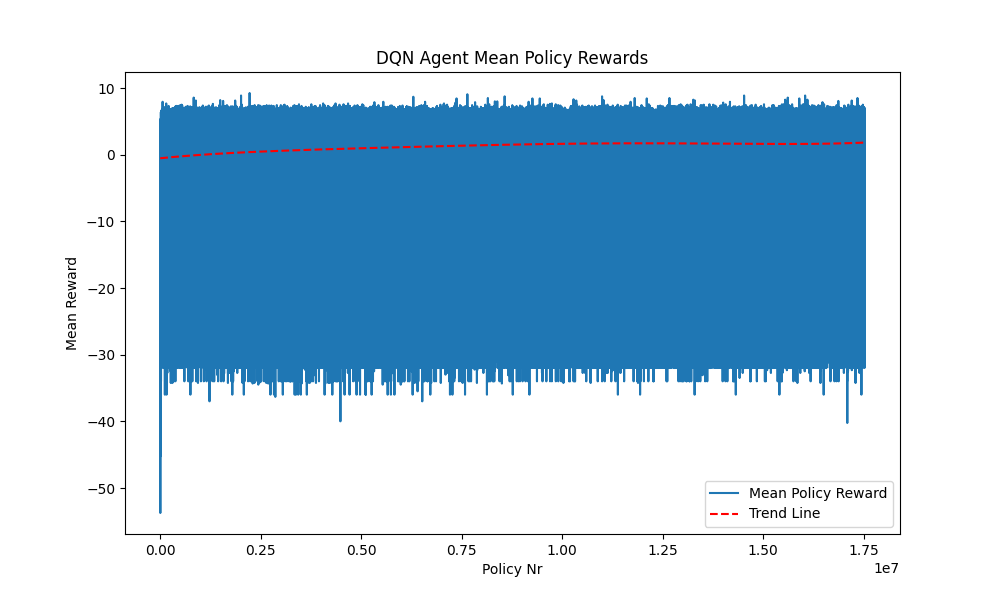 DQN Agent Mean Policy Rewards
10
0
−10
−20
−30
−40
−50
Mean Reward
0.00 0.25 0.50 0.75 1.00 1.25 1.50 1.75
1e7
Policy Nr
Mean Policy Reward
Trend Line